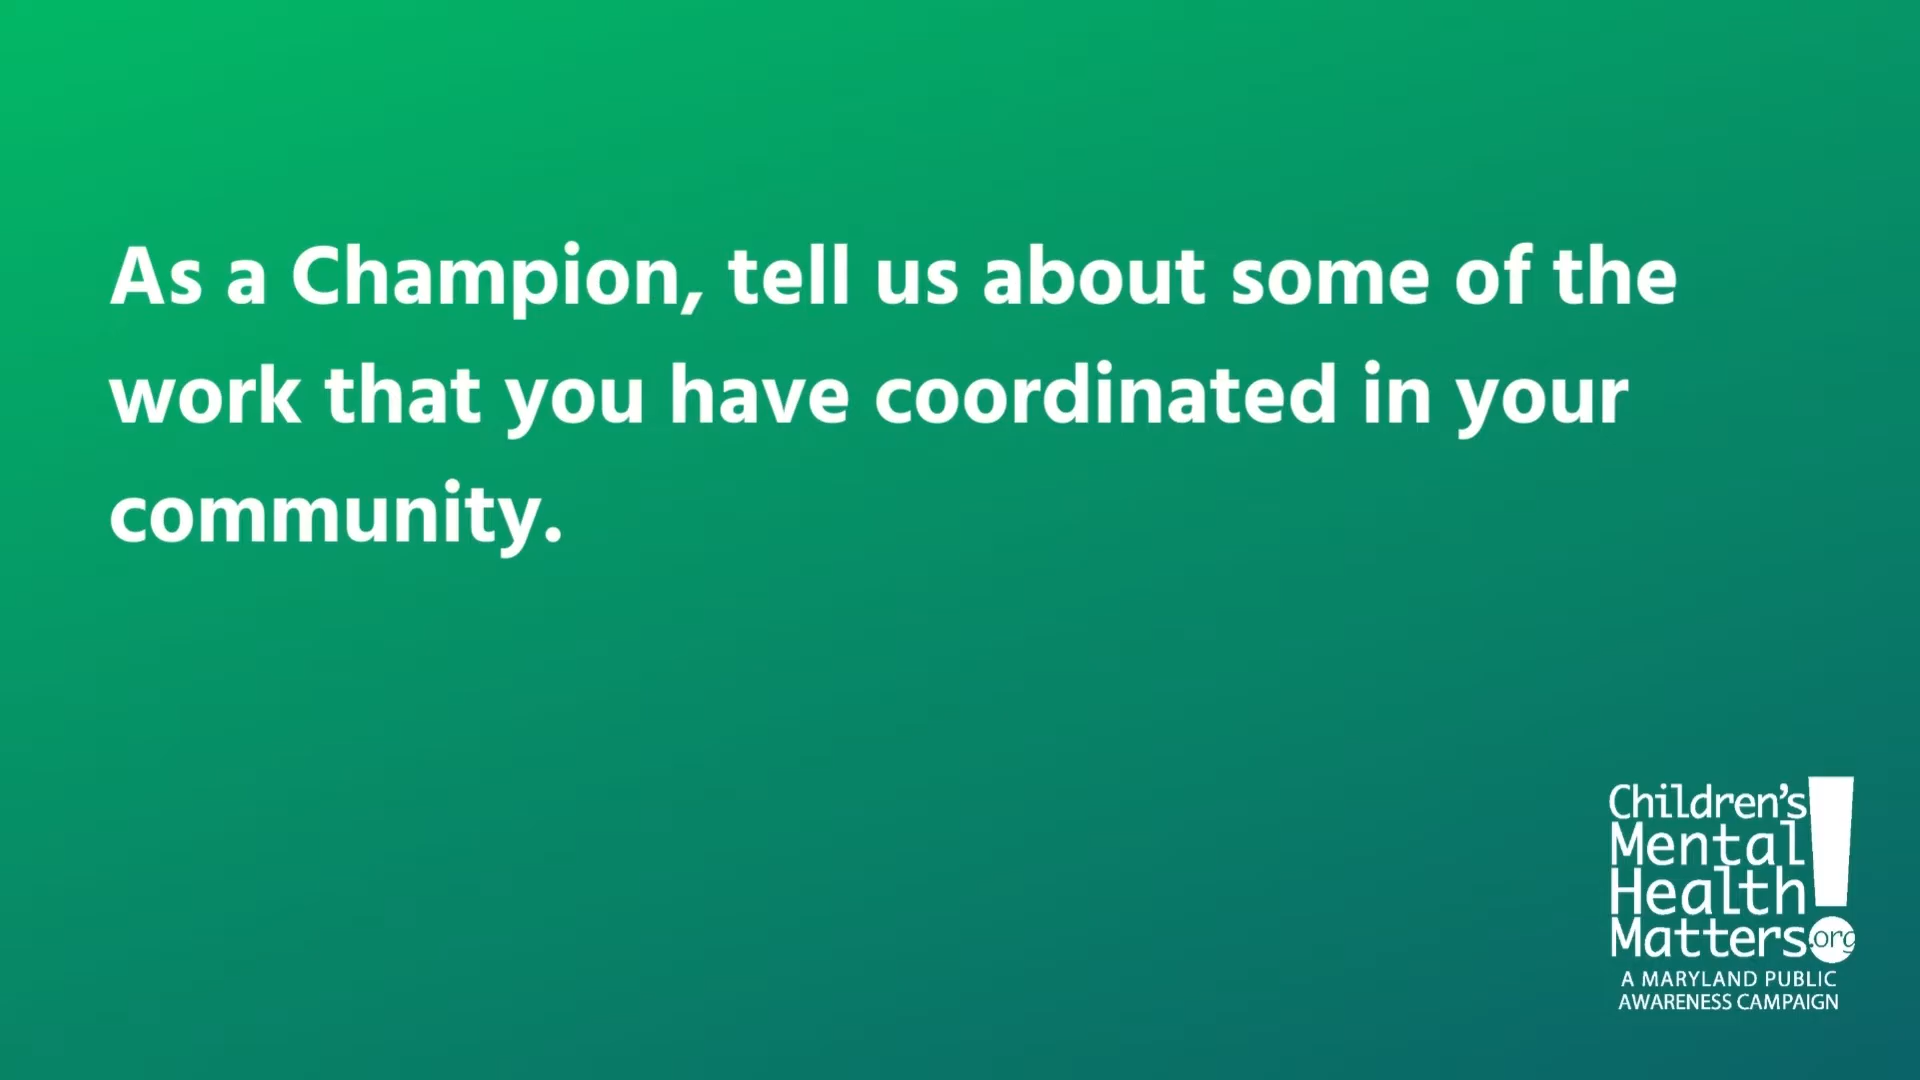 As a Champion, tell us about some of the
work that you have coordinated in your
community.
Children's
Mental
Health
Matters
.org
A MARYLAND PUBLIC
AWARENESS CAMPAIGN